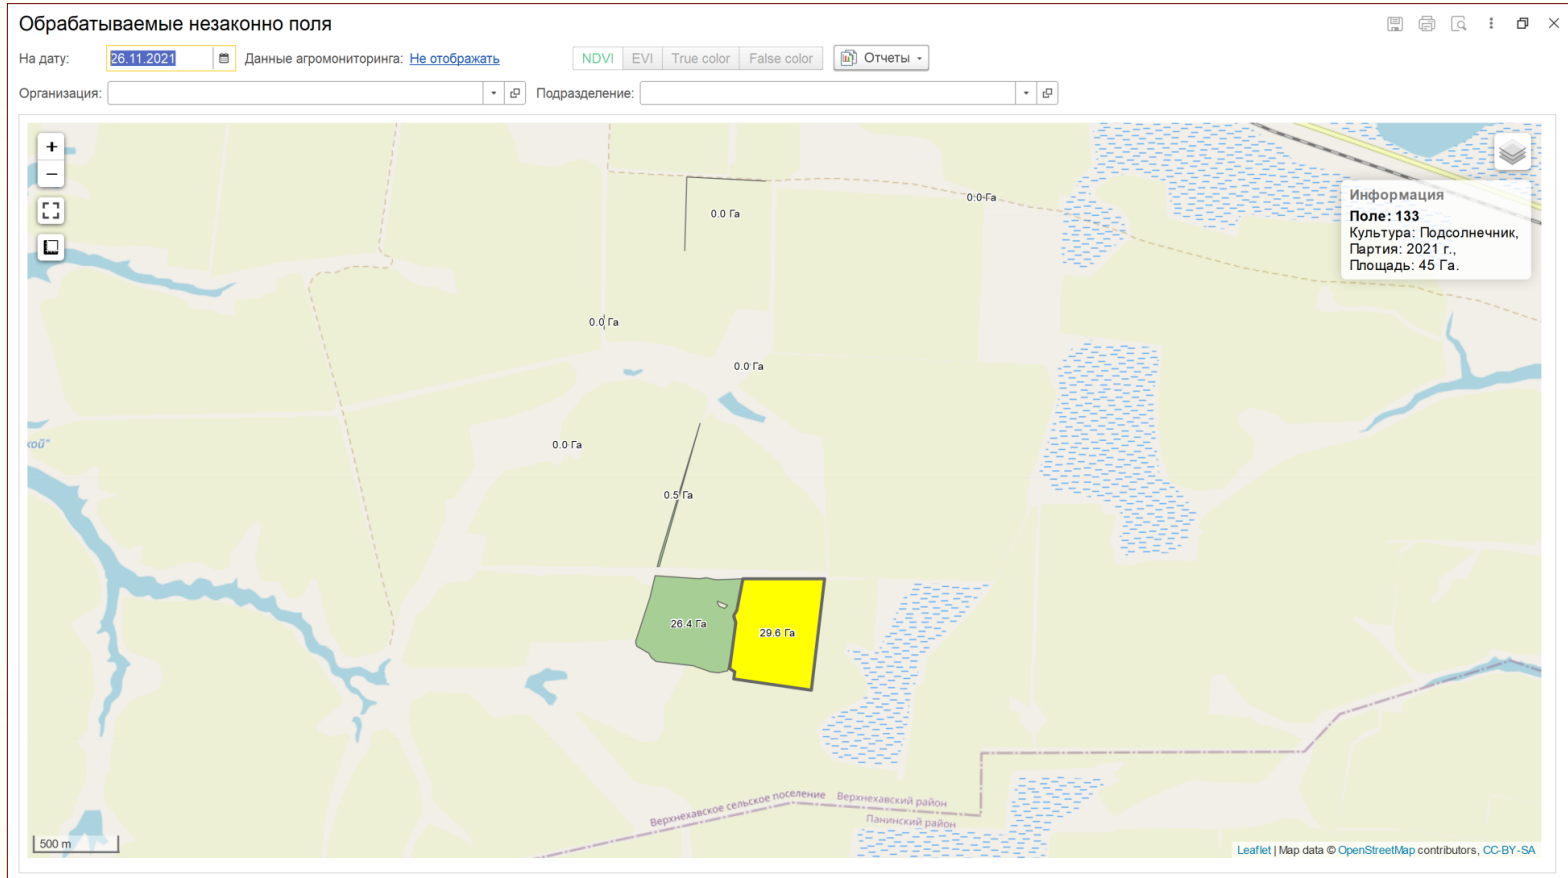 Обрабатываемые незаконно поля
На дату: 26.11.2021 Данные агромониторинга: Не отображать NDVI EVI True color False color Отчеты
Организация: Подразделение:
+
−
0.0 Га
0.0 Га
Информация
Поле: 133
Культура: Подсолнечник,
Партия: 2021 г.,
Площадь: 45 Га.
0.0 Га
0.0 Га
кой"
0.0 Га
0.5 Га
26.4 Га
29.6 Га
Верхнехавское сельское поселение Верхнехавский район
Панинский район
500 m
Leaflet | Map data © OpenStreetMap contributors, CC-BY-SA